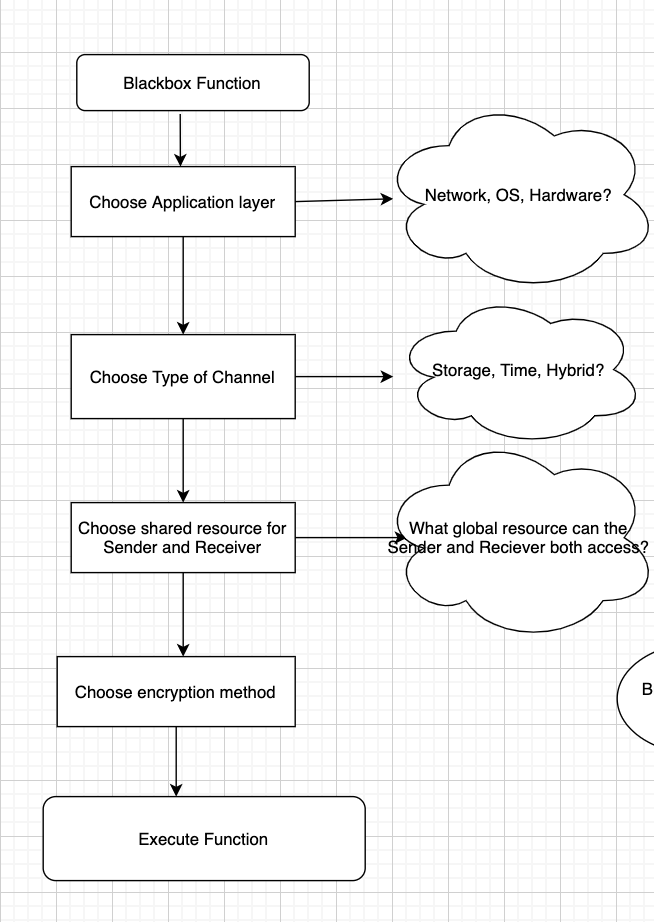 Blackbox Function
Choose Application layer
Network, OS, Hardware?
Choose Type of Channel
Storage, Time, Hybrid?
Choose shared resource for
Sender and Receiver
What global resource can the
Sender and Reciever both access?
Choose encryption method
B
Execute Function